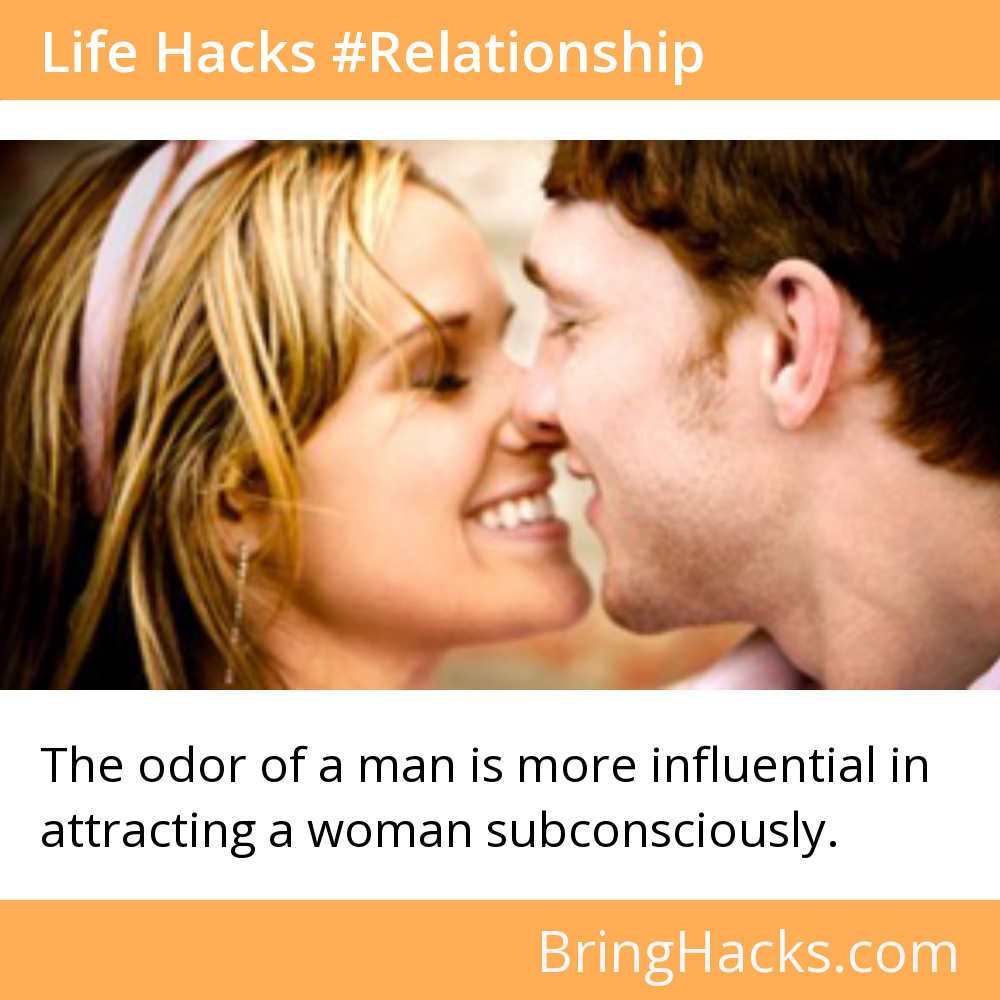 Life Hacks #Relationship
The odor of a man is more influential in
attracting a woman subconsciously.
BringHacks.com